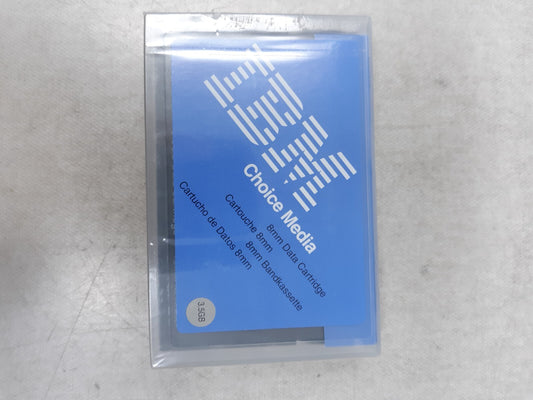 IBM
Choice Media
8mm Data Cartridge
Cartouche 8mm
8mm Bandkassette
Cartucho de Datos 8mm
3.5GB